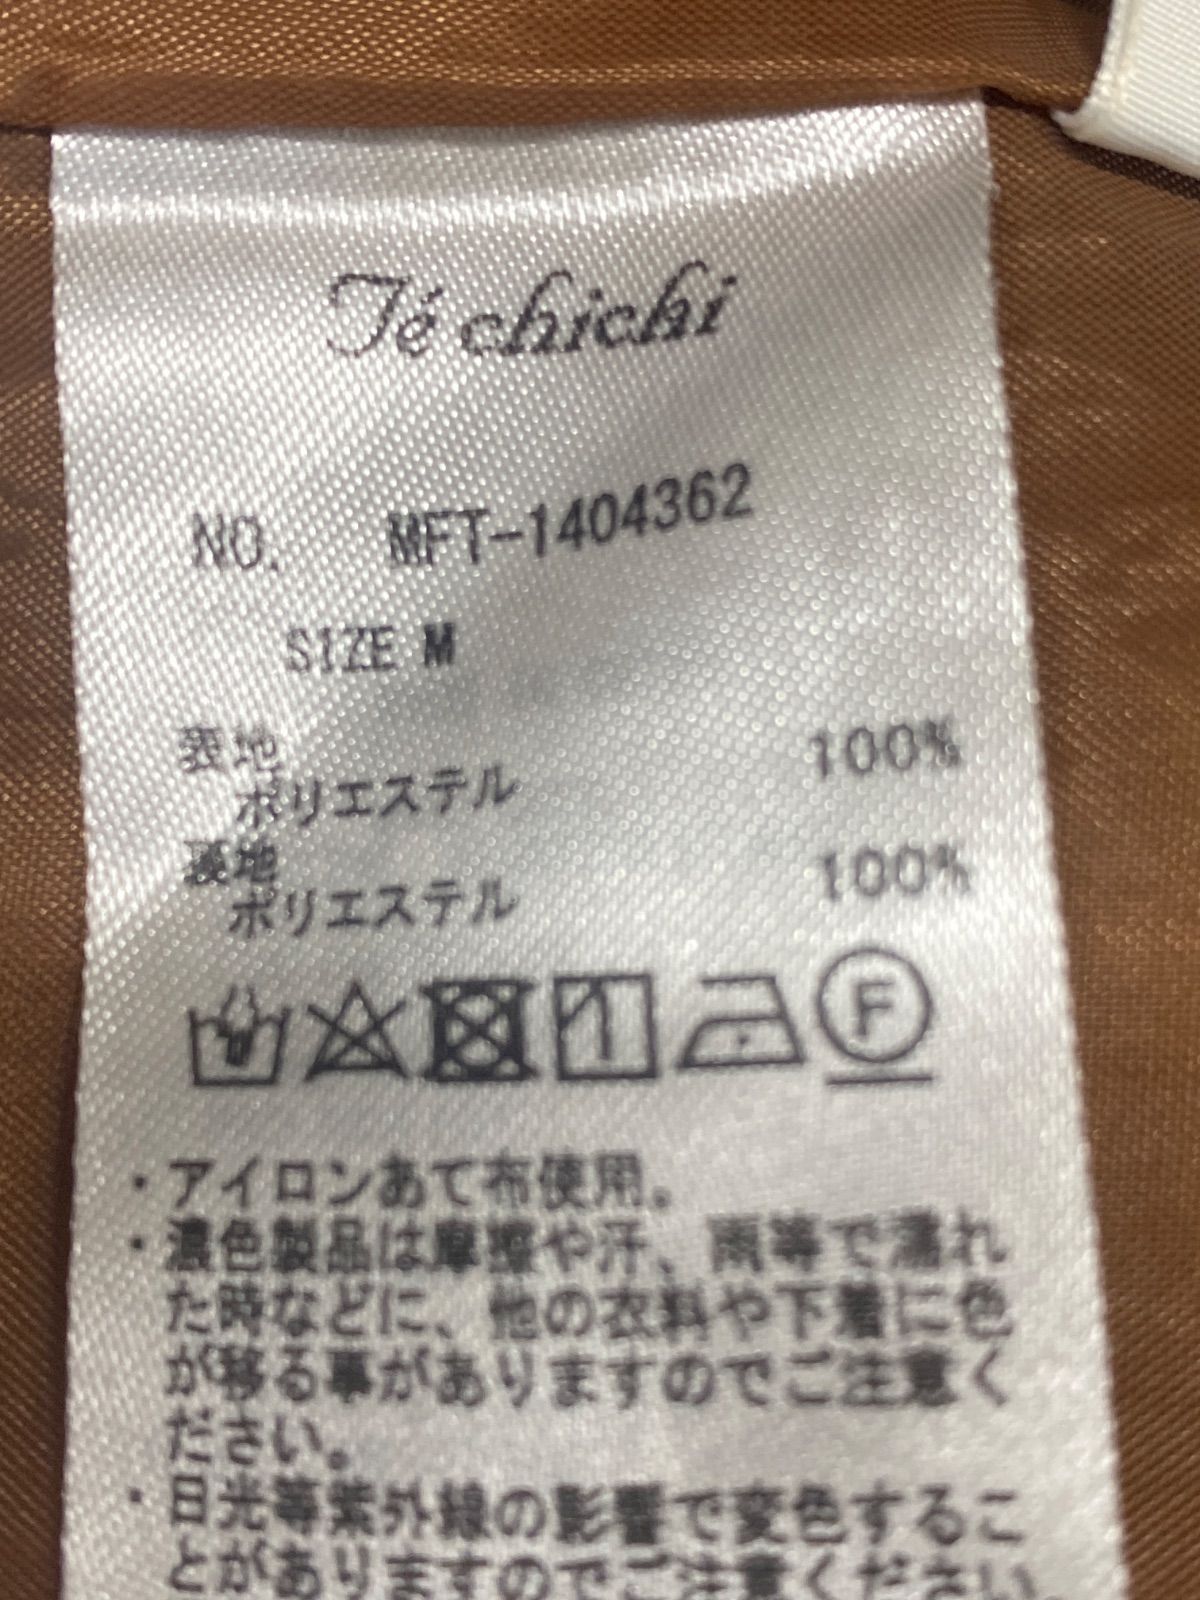 Té chichi
NO. MFT-1404362
SIZE M
表地
ポリエステル 100%
裏地
ポリエステル 100%
F
・アイロンあて布使用。
・濃色製品は摩擦や汗、雨等で濡れ
た時などに、他の衣料や下着に色
が移る事がありますのでご注意く
ださい。
・日光等紫外線の影響で変色するこ
とがありますのでご注意ください。